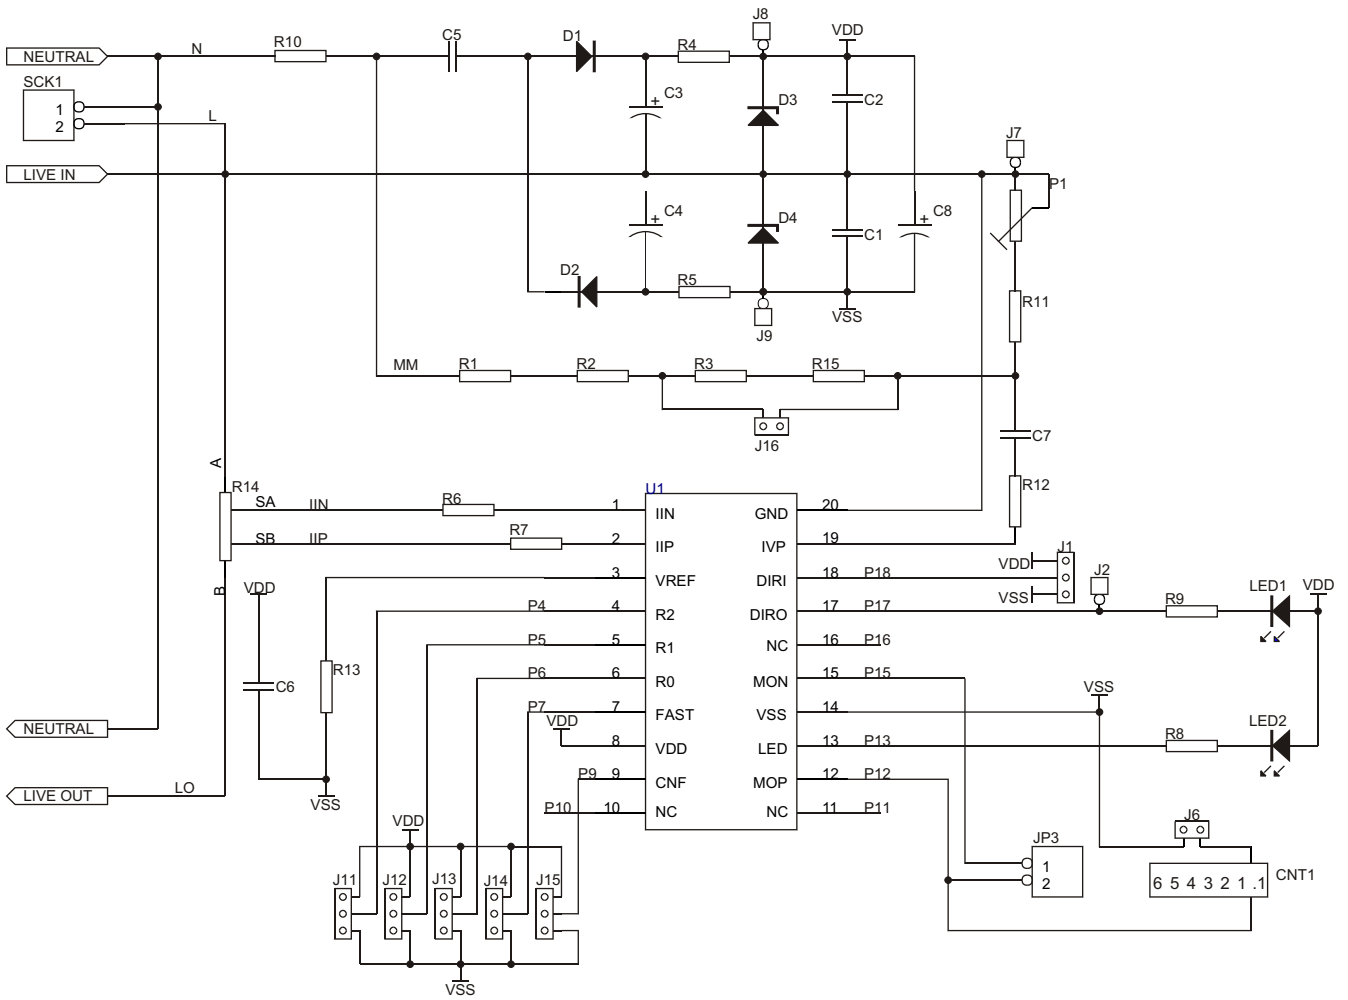 J8
C5 D1 VDD
NEUTRAL N R10 R4
SCK1
1
2
L
C3 + D3 C2
J7
LIVE IN
P1
C4 + D4 C1 + C8
D2 R5
VSS
J9
R11
MM R1 R2 R3 R15
J16
C7
A
R14
SA IIN R6 1
SB IIP R7 2
B
U1
R12
IIN GND 20
IIP IVP 19
3 VREF DIRI 18 P18
VDD J1
VSS
J2
P4 4 R2 DIRO 17 P17 R9 LED1 VDD
P5 5 R1 NC 16 P16
P6 6 R0 MON 15 P15
P7 7 FAST VSS 14 VSS
VDD 8 VDD LED 13 P13 R8 LED2
P9 9 CNF MOP 12 P12
P10 10 NC NC 11 P11
VDD
C6
R13
VSS
NEUTRAL
LIVE OUT LO
VDD
J11 J12 J13 J14 J15
VSS
JP3
1
2
J6
6 5 4 3 2 1 .1 CNT1